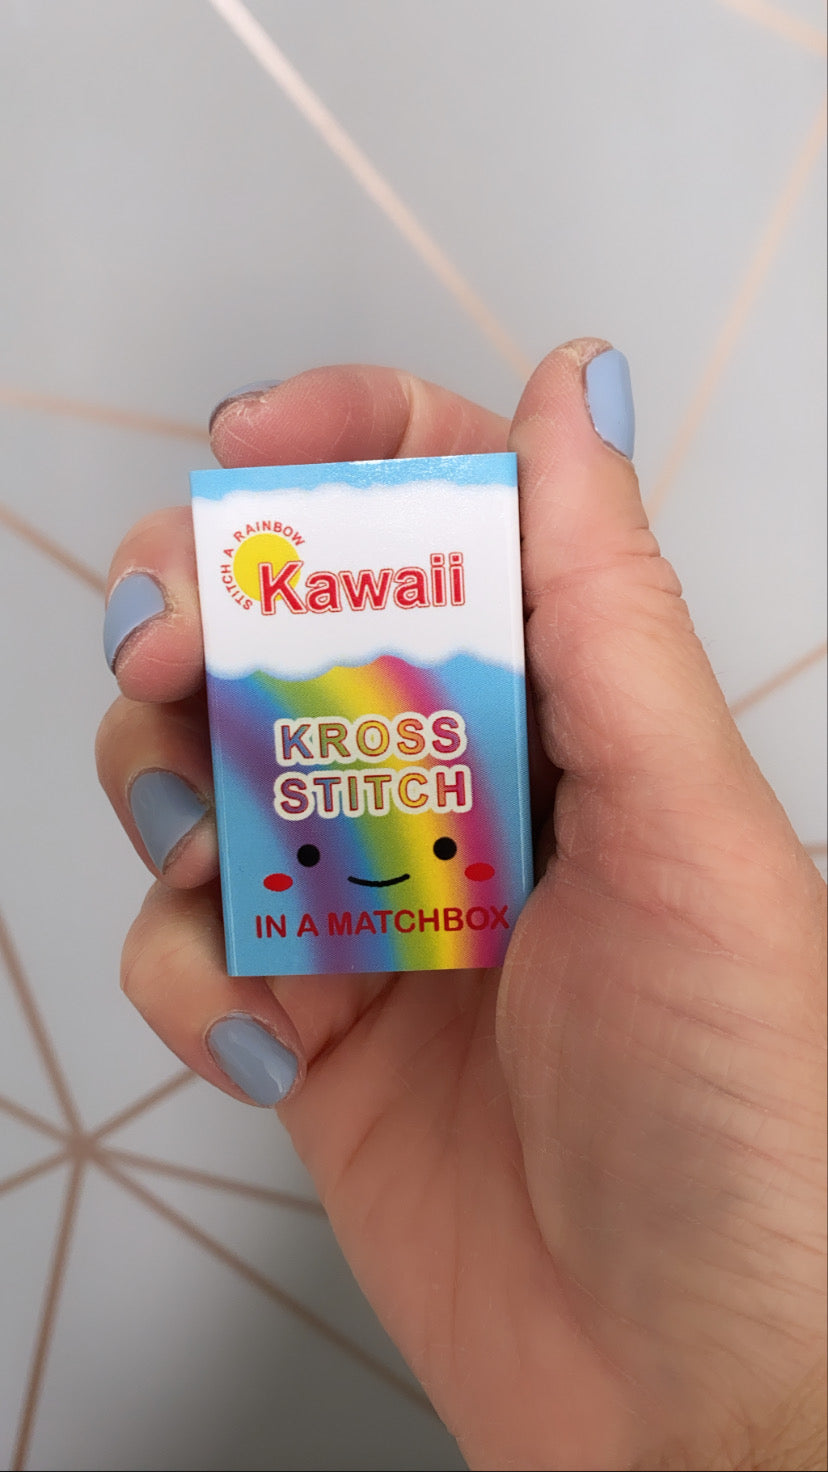 STITCH A RAINBOW
Kawaii
KROSS
STITCH
IN A MATCHBOX